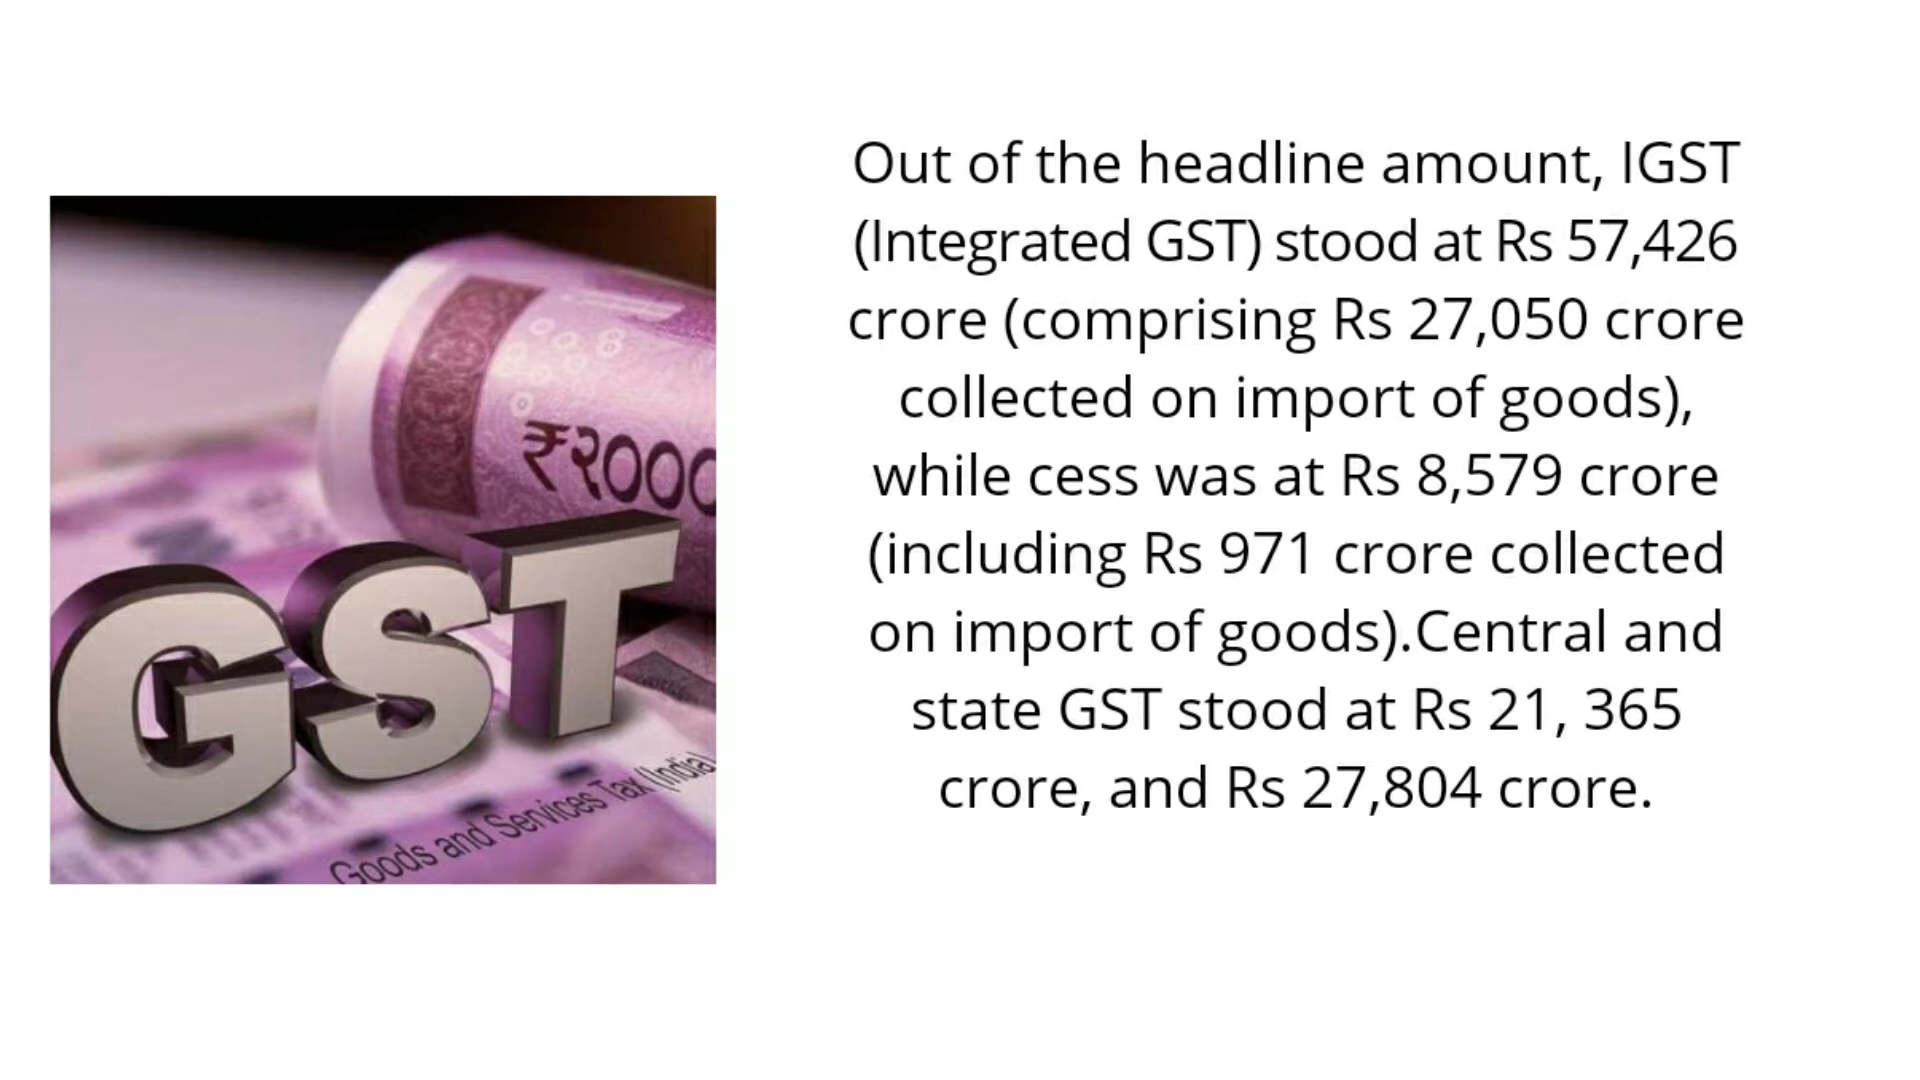 ₹२000
GST
Goods and Services Tax (India)
Out of the headline amount, IGST
(Integrated GST) stood at Rs 57,426
crore (comprising Rs 27,050 crore
collected on import of goods),
while cess was at Rs 8,579 crore
(including Rs 971 crore collected
on import of goods).Central and
state GST stood at Rs 21, 365
crore, and Rs 27,804 crore.